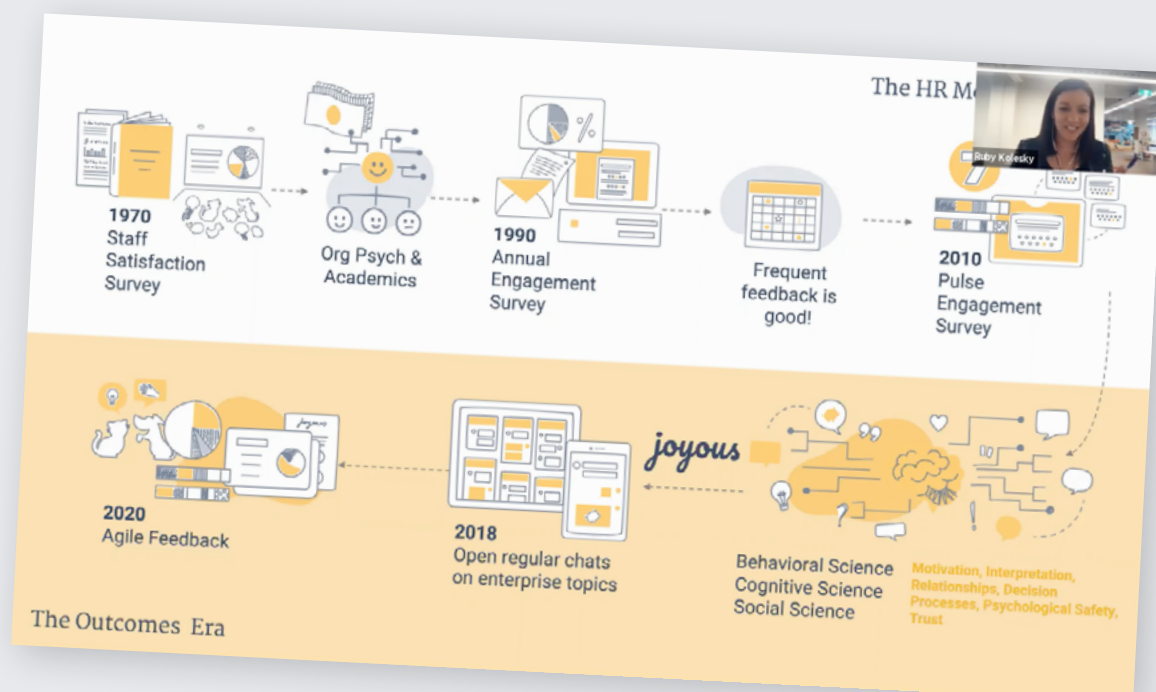 The HR M
Ruby Kolesky
1970
Staff
Satisfaction
Survey
Org Psych &
Academics
%
1990
Annual
Engagement
Survey
Frequent
feedback is
good!
2010
Pulse
Engagement
Survey
joyous
joyous
2020
Agile Feedback
2018
Open regular chats
on enterprise topics
Behavioral Science
Cognitive Science
Social Science
Motivation, Interpretation,
Relationships, Decision
Processes, Psychological Safety,
Trust
The Outcomes Era